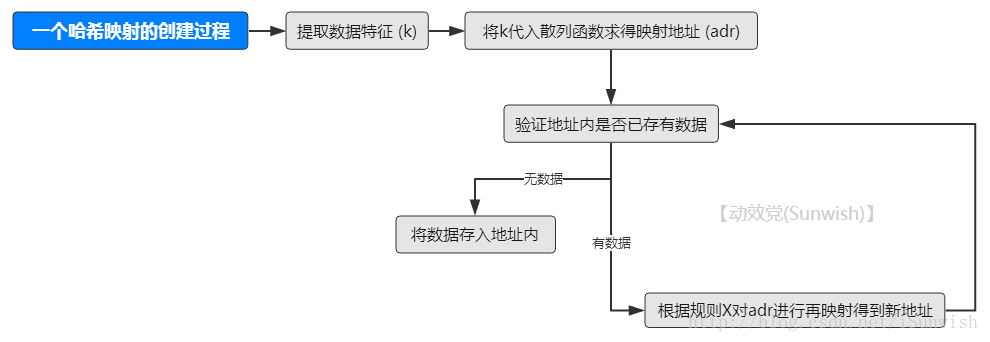 一个哈希映射的创建过程
提取数据特征 (k)
将k代入散列函数求得映射地址 (adr)
验证地址内是否已存有数据
无数据
【动效党(Sunwish)】
将数据存入地址内
有数据
根据规则X对adr进行再映射得到新地址
http://blog.csdn.net/iSunwish